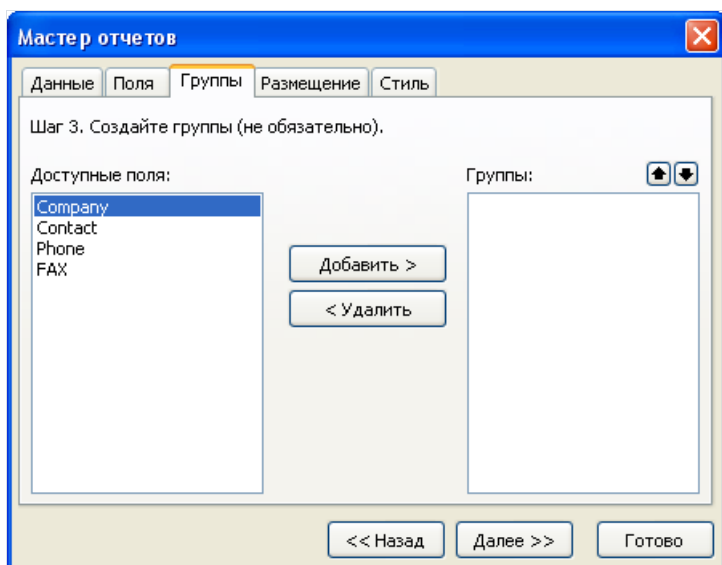 Мастер отчетов
Данные Поля Группы Размещение Стиль
Шаг 3. Создайте группы (не обязательно).
Доступные поля: Группы:
Company
Contact
Phone
FAX
Добавить >
< Удалить
<< Назад Далее >> Готово